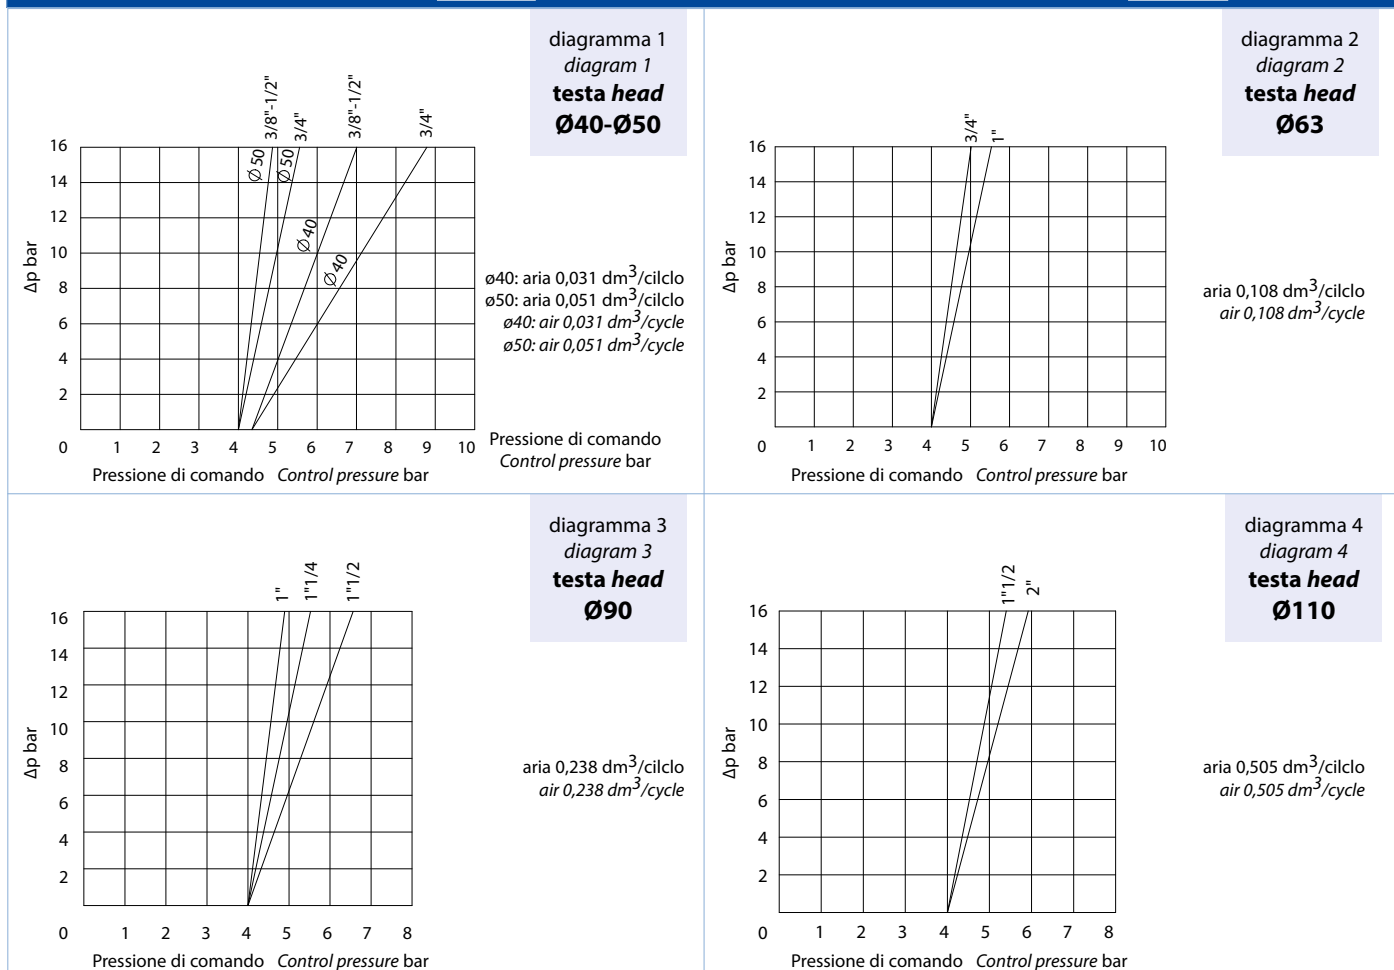 diagramma 1
diagram 1
testa head
Ø40-Ø50
3/8"-1/2"
3/4"
3/8"-1/2"
3/4"
Ø 50
Ø 50
Ø 40
Ø 40
16
14
12
10
8
6
4
2
0
Δp bar
1 2 3 4 5 6 7 8 9 10
Pressione di comando Control pressure bar
ø40: aria 0,031 dm³/cilclo
ø50: aria 0,051 dm³/cilclo
ø40: air 0,031 dm³/cycle
ø50: air 0,051 dm³/cycle
Pressione di comando
Control pressure bar
diagramma 2
diagram 2
testa head
Ø63
3/4"
1"
16
14
12
10
8
6
4
2
0
Δp bar
1 2 3 4 5 6 7 8 9 10
Pressione di comando Control pressure bar
aria 0,108 dm³/cilclo
air 0,108 dm³/cycle
diagramma 3
diagram 3
testa head
Ø90
1"
1"1/4
1"1/2
16
14
12
10
8
6
4
2
0
Δp bar
1 2 3 4 5 6 7 8
Pressione di comando Control pressure bar
aria 0,238 dm³/cilclo
air 0,238 dm³/cycle
diagramma 4
diagram 4
testa head
Ø110
1"1/2
2"
16
14
12
10
8
6
4
2
0
Δp bar
1 2 3 4 5 6 7 8
Pressione di comando Control pressure bar
aria 0,505 dm³/cilclo
air 0,505 dm³/cycle